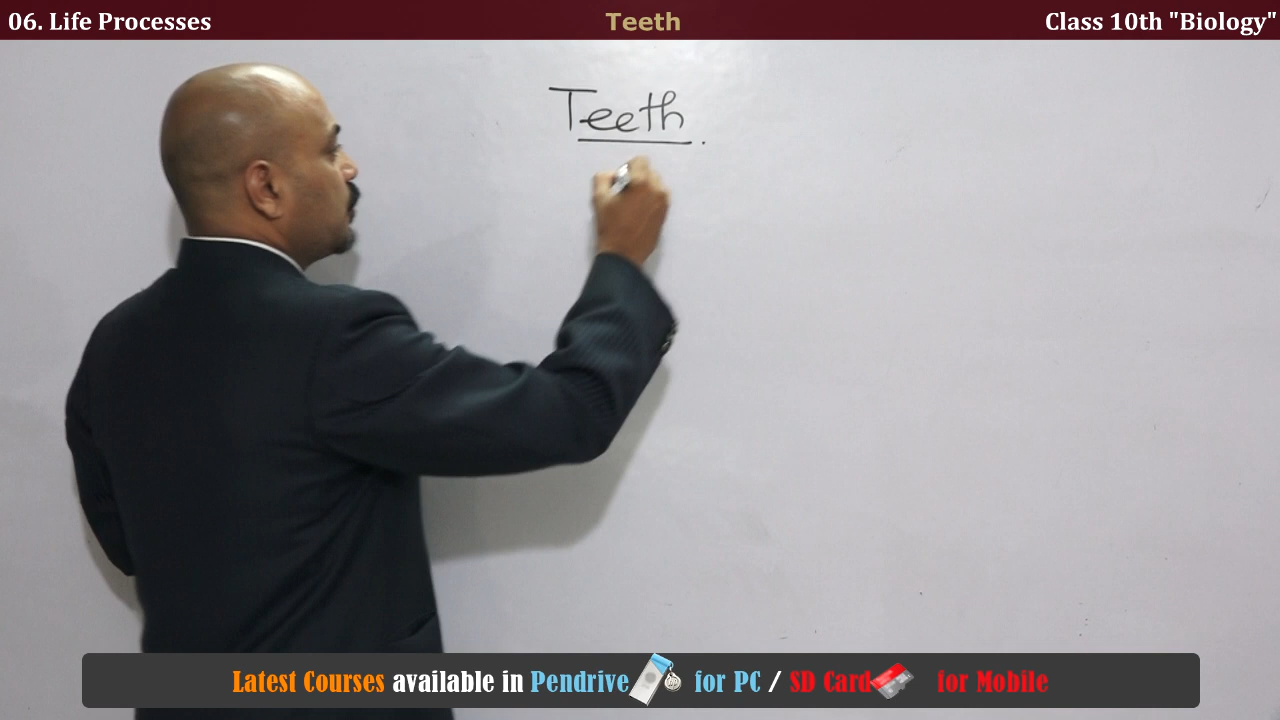 06. Life Processes
Teeth
Class 10th "Biology"
Teeth.
Latest Courses available in Pendrive for PC / SD Card for Mobile